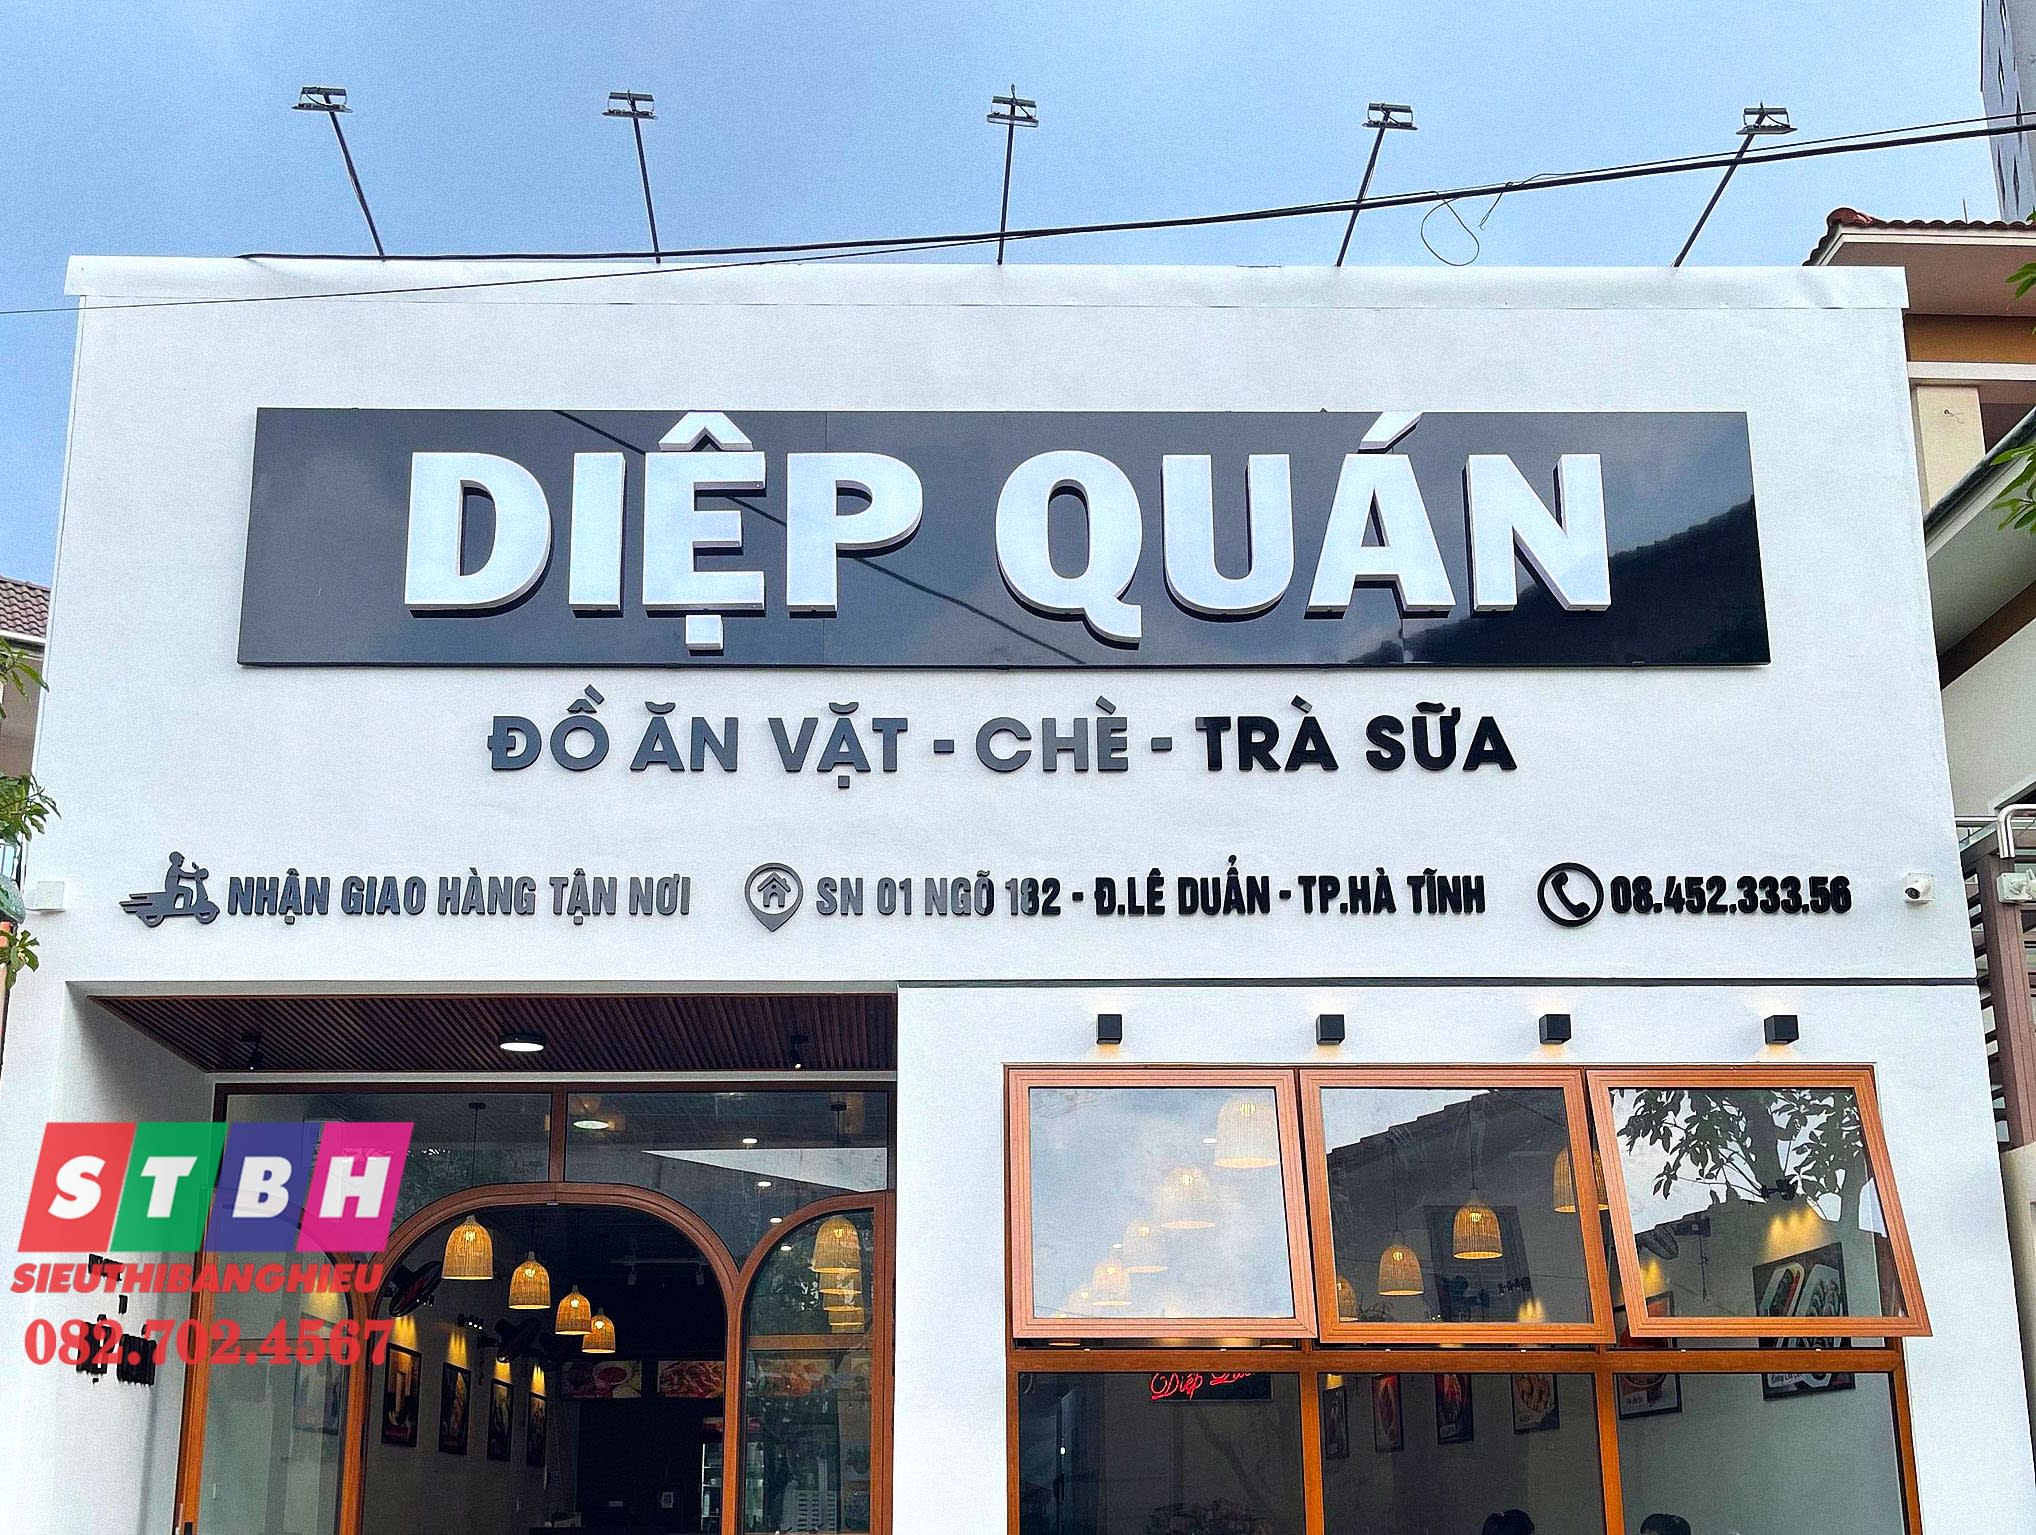 DIỆP QUÁN
ĐỒ ĂN VẶT - CHÈ - TRÀ SỮA
NHẬN GIAO HÀNG TẬN NƠI
SN 01 NGÕ 182 - Đ.LÊ DUẨN - TP.HÀ TĨNH
08.452.333.56
STBH
SIEUTHIBANGHIEU
082.702.4567
Diệp